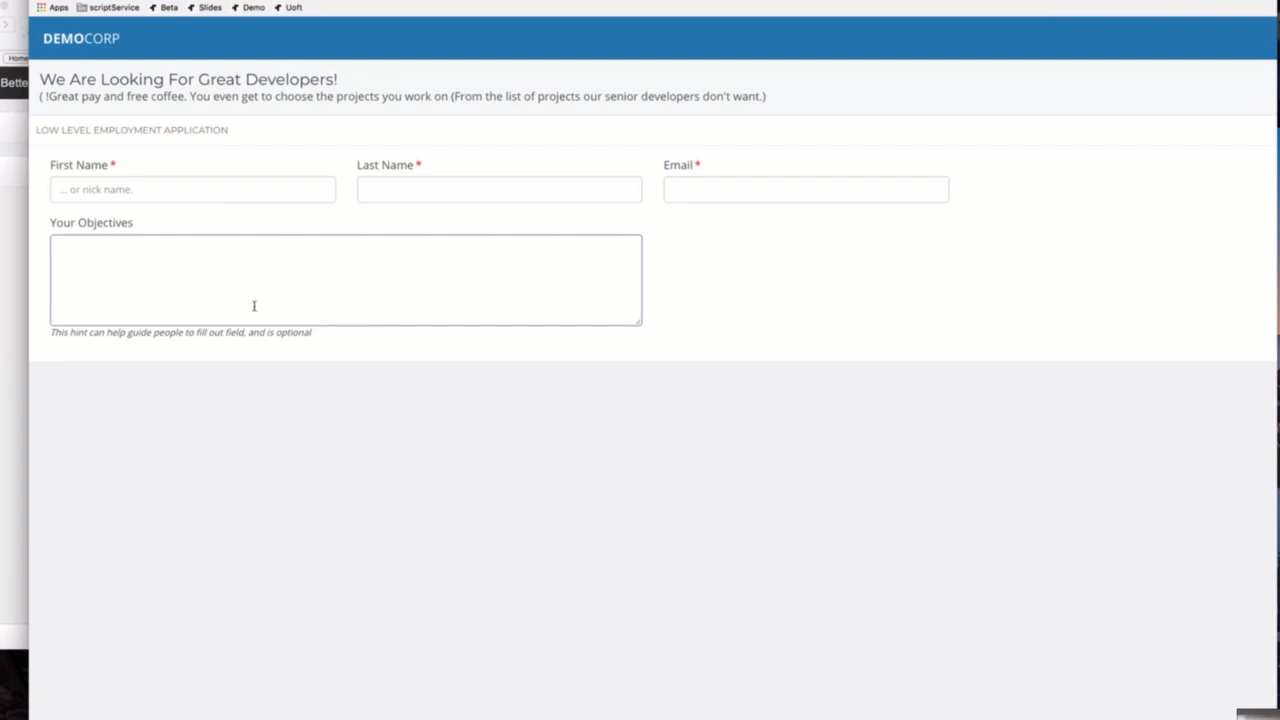 Apps scriptService Beta Slides Demo Uoft
Home
DEMOCORP
Bette
We Are Looking For Great Developers!
( !Great pay and free coffee. You even get to choose the projects you work on (From the list of projects our senior developers don't want.)
LOW LEVEL EMPLOYMENT APPLICATION
First Name * Last Name * Email *
... or nick name.
Your Objectives
This hint can help guide people to fill out field, and is optional